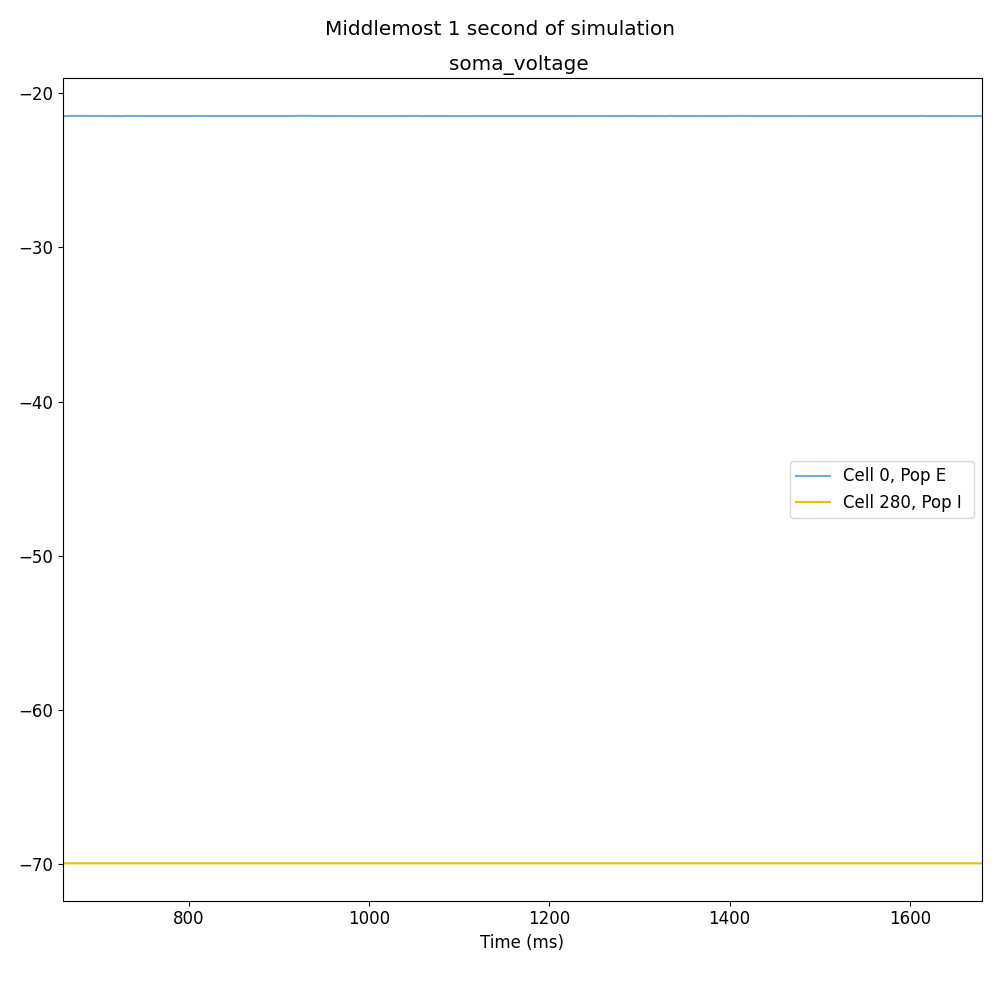 Middlemost 1 second of simulation
soma_voltage
−20
−30
−40
−50
−60
−70
Cell 0, Pop E
Cell 280, Pop I
800 1000 1200 1400 1600
Time (ms)